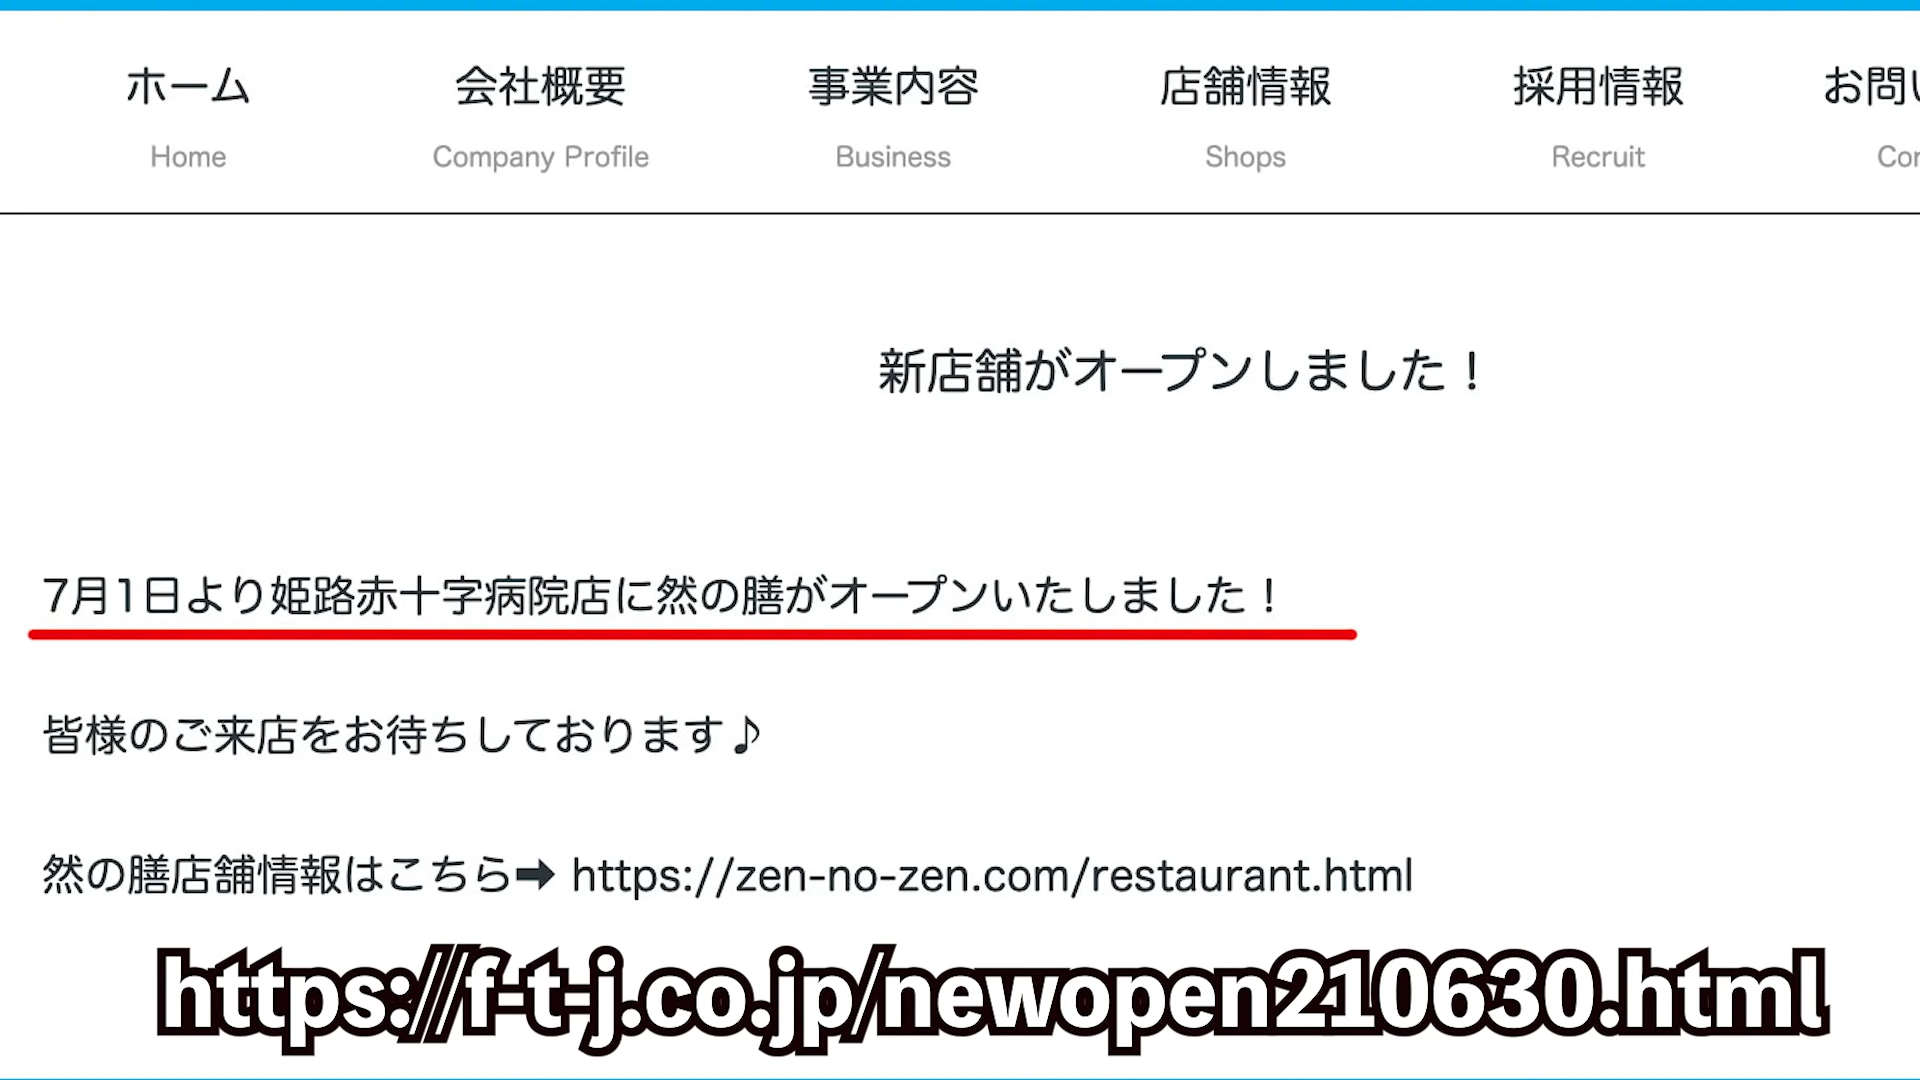 ホーム 会社概要 事業内容 店舗情報 採用情報 お問い
Home Company Profile Business Shops Recruit Con
新店舗がオープンしました！
7月1日より姫路赤十字病院店に然の膳がオープンいたしました！
皆様のご来店をお待ちしております♪
然の膳店舗情報はこちら➡ https://zen-no-zen.com/restaurant.html
https://f-t-j.co.jp/newopen210630.html